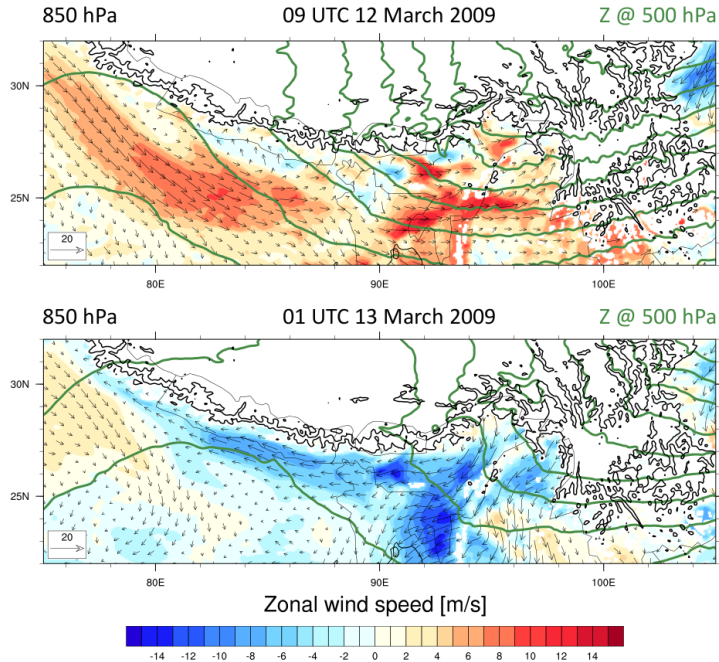 850 hPa 09 UTC 12 March 2009 Z @ 500 hPa
30N
25N
20
80E 90E 100E
850 hPa 01 UTC 13 March 2009 Z @ 500 hPa
30N
25N
20
80E 90E 100E
Zonal wind speed [m/s]
-14 -12 -10 -8 -6 -4 -2 0 2 4 6 8 10 12 14